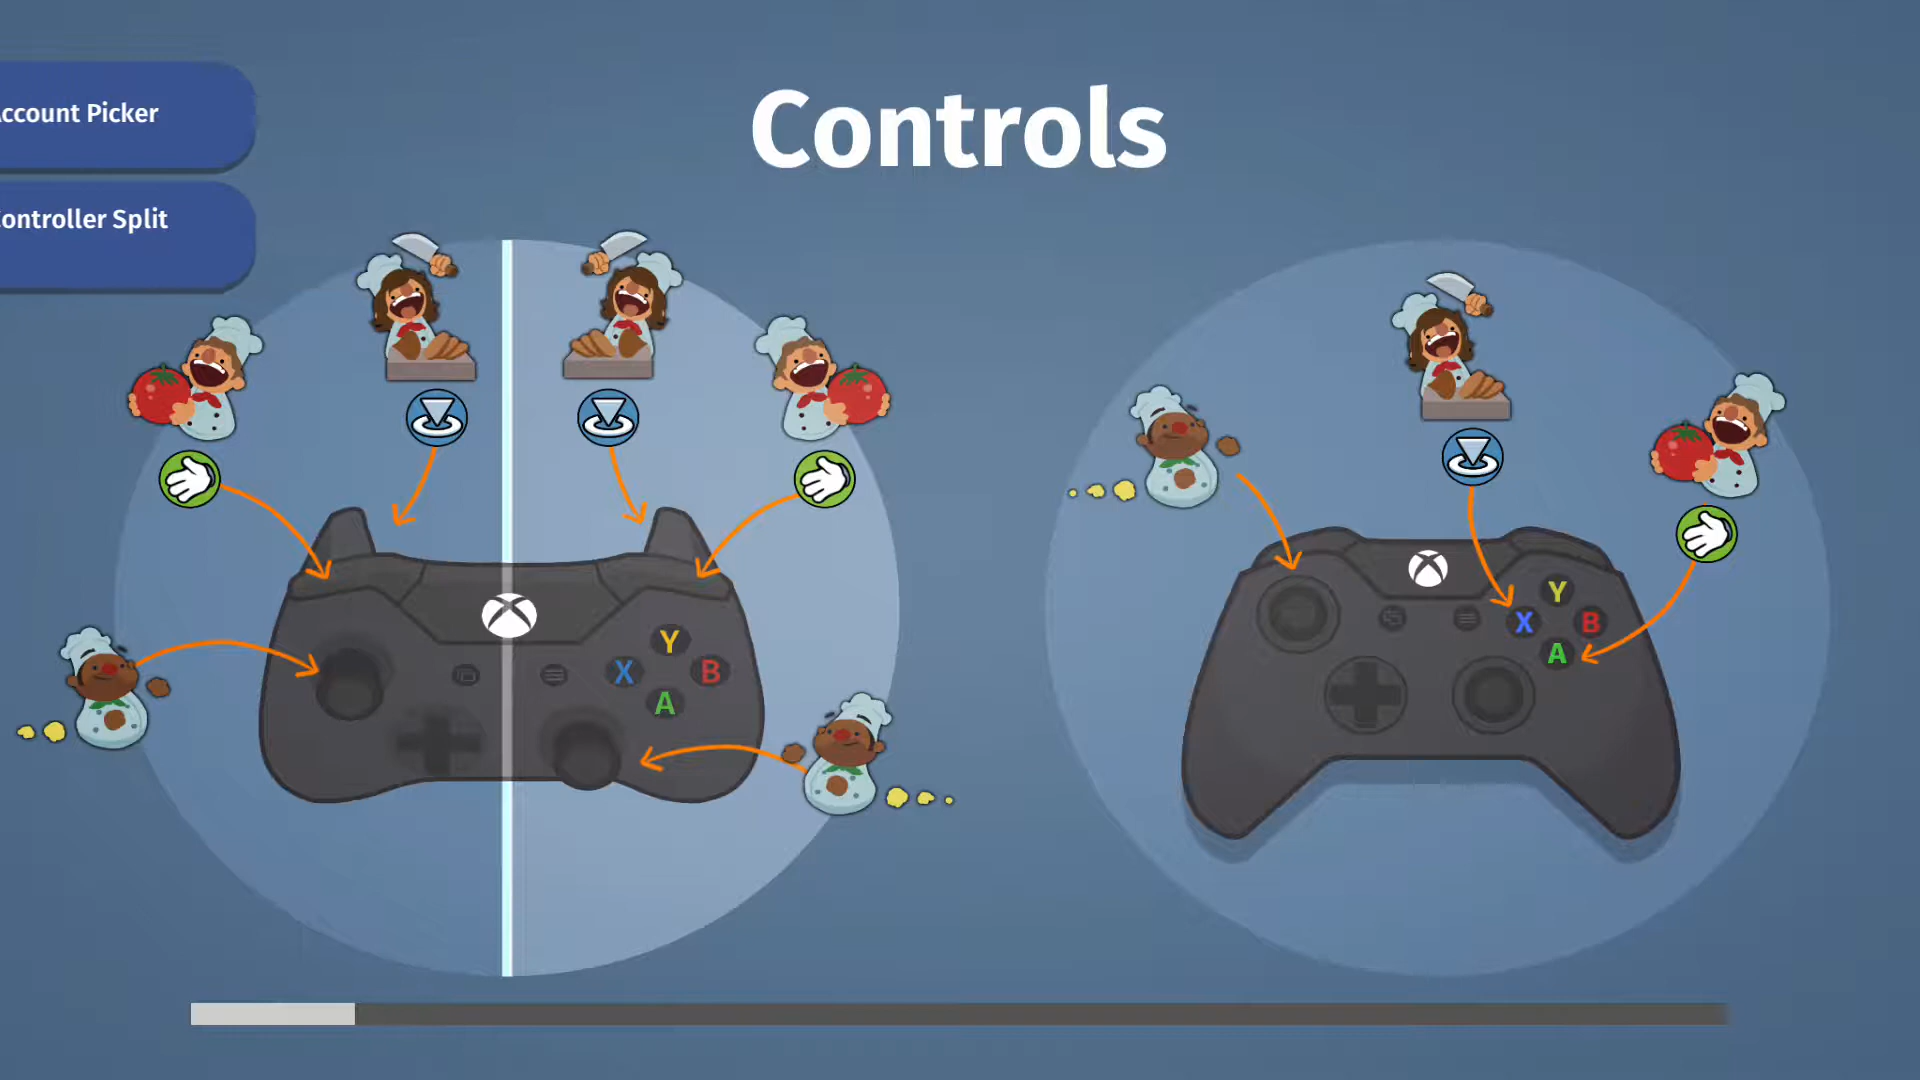 Controls
ccount Picker
ontroller Split
Y
X
B
A
Y
X
B
A